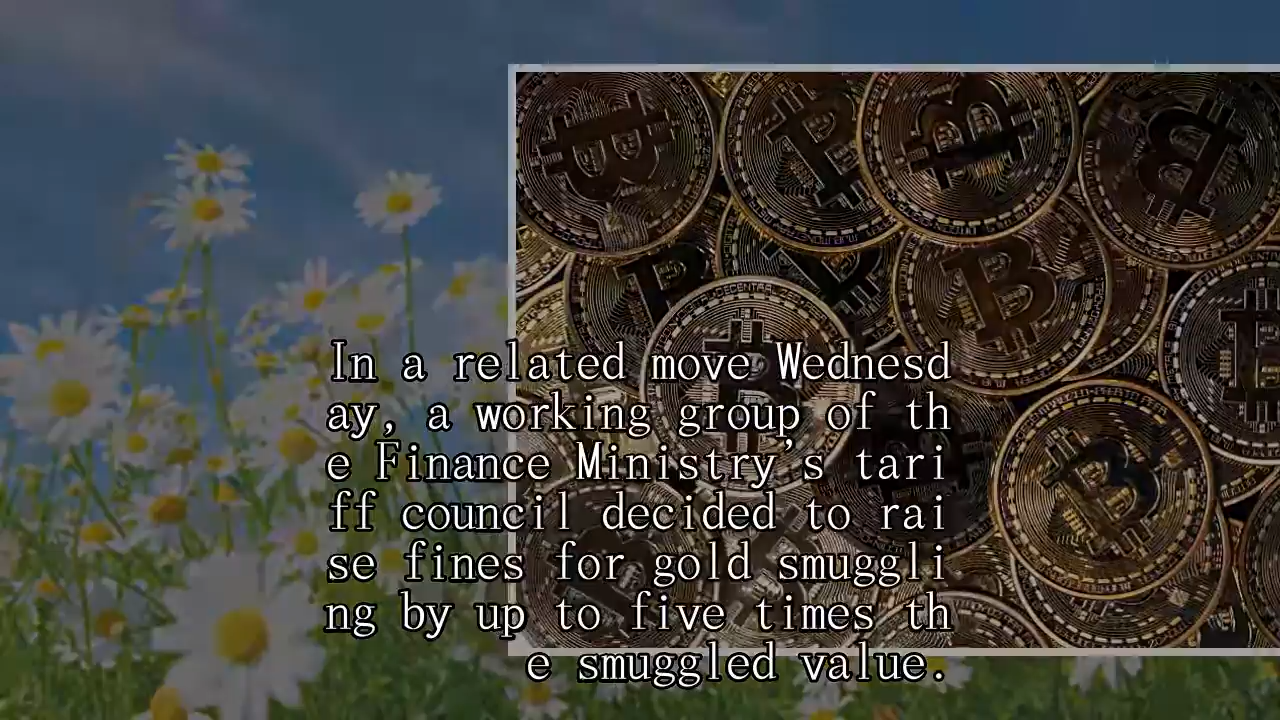 In a related move Wednesd
ay, a working group of th
e Finance Ministry's tari
ff council decided to rai
se fines for gold smuggli
ng by up to five times th
e smuggled value.